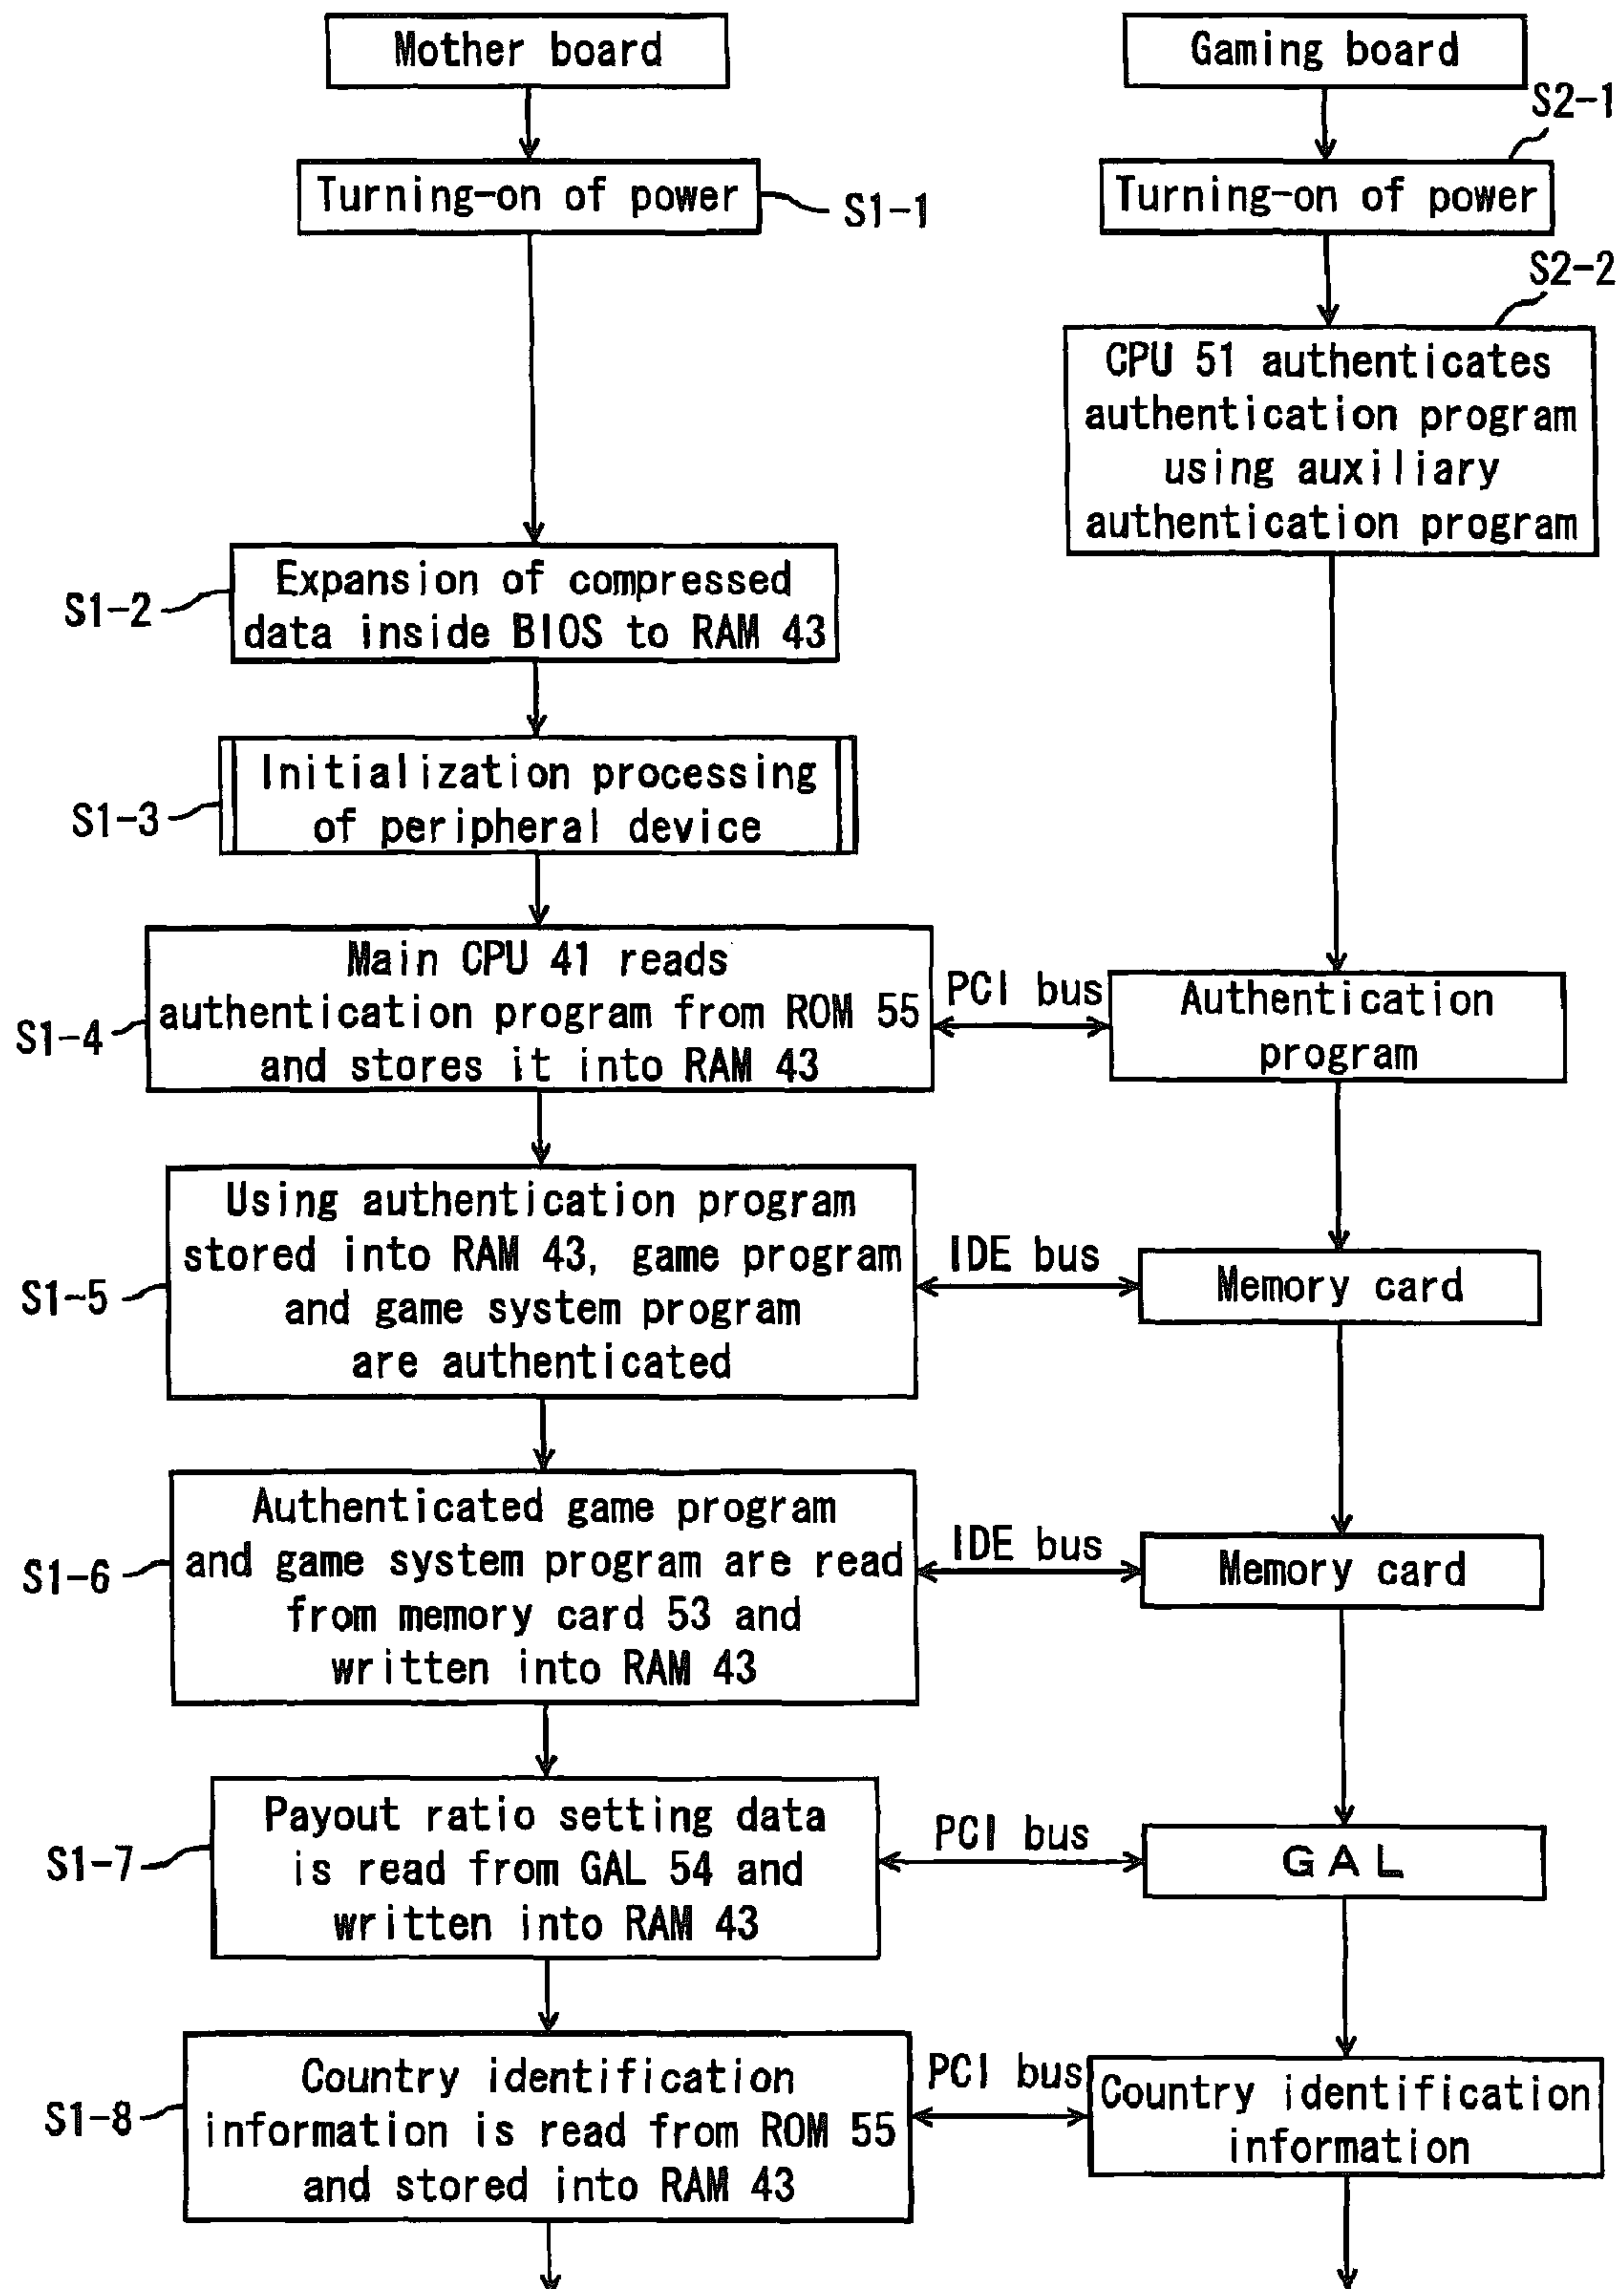 Mother board
Gaming board
S2-1
Turning-on of power
S1-1
Turning-on of power
S2-2
CPU 51 authenticates
authentication program
using auxiliary
authentication program
S1-2
Expansion of compressed
data inside BIOS to RAM 43
S1-3
Initialization processing
of peripheral device
S1-4
Main CPU 41 reads
authentication program from ROM 55
and stores it into RAM 43
PCI bus
Authentication
program
S1-5
Using authentication program
stored into RAM 43, game program
and game system program
are authenticated
IDE bus
Memory card
S1-6
Authenticated game program
and game system program are read
from memory card 53 and
written into RAM 43
IDE bus
Memory card
S1-7
Payout ratio setting data
is read from GAL 54 and
written into RAM 43
PCI bus
GAL
S1-8
Country identification
information is read from ROM 55
and stored into RAM 43
PCI bus
Country identification
information